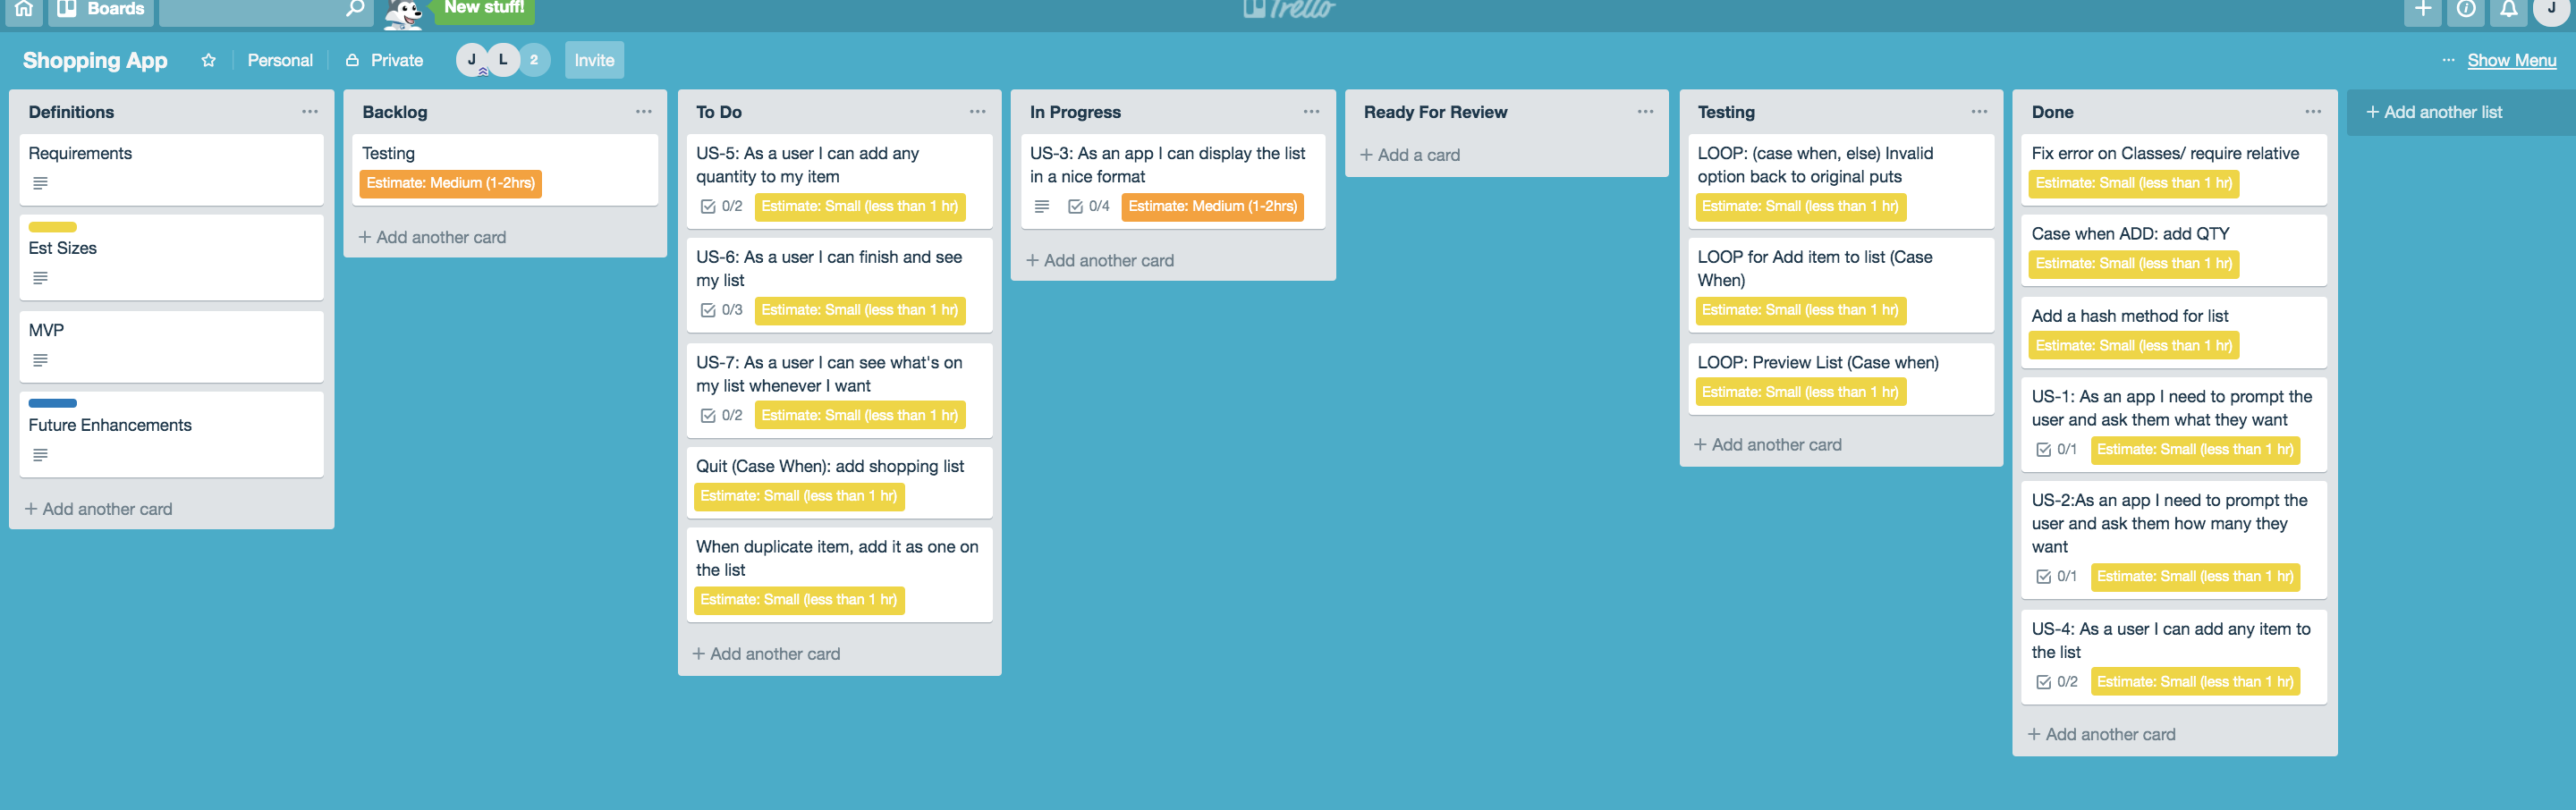 Boards
New stuff!
Trello
J
Shopping App
Personal
Private
J
L
2
Invite
... Show Menu
Definitions
Requirements
Est Sizes
MVP
Future Enhancements
+ Add another card
Backlog
Testing
Estimate: Medium (1-2hrs)
+ Add another card
To Do
US-5: As a user I can add any
quantity to my item
0/2
Estimate: Small (less than 1 hr)
US-6: As a user I can finish and see
my list
0/3
Estimate: Small (less than 1 hr)
US-7: As a user I can see what's on
my list whenever I want
0/2
Estimate: Small (less than 1 hr)
Quit (Case When): add shopping list
Estimate: Small (less than 1 hr)
When duplicate item, add it as one on
the list
Estimate: Small (less than 1 hr)
+ Add another card
In Progress
US-3: As an app I can display the list
in a nice format
0/4
Estimate: Medium (1-2hrs)
+ Add another card
Ready For Review
+ Add a card
Testing
LOOP: (case when, else) Invalid
option back to original puts
Estimate: Small (less than 1 hr)
LOOP for Add item to list (Case
When)
Estimate: Small (less than 1 hr)
LOOP: Preview List (Case when)
Estimate: Small (less than 1 hr)
+ Add another card
Done
Fix error on Classes/ require relative
Estimate: Small (less than 1 hr)
Case when ADD: add QTY
Estimate: Small (less than 1 hr)
Add a hash method for list
Estimate: Small (less than 1 hr)
US-1: As an app I need to prompt the
user and ask them what they want
0/1
Estimate: Small (less than 1 hr)
US-2:As an app I need to prompt the
user and ask them how many they
want
0/1
Estimate: Small (less than 1 hr)
US-4: As a user I can add any item to
the list
0/2
Estimate: Small (less than 1 hr)
+ Add another card
+ Add another list